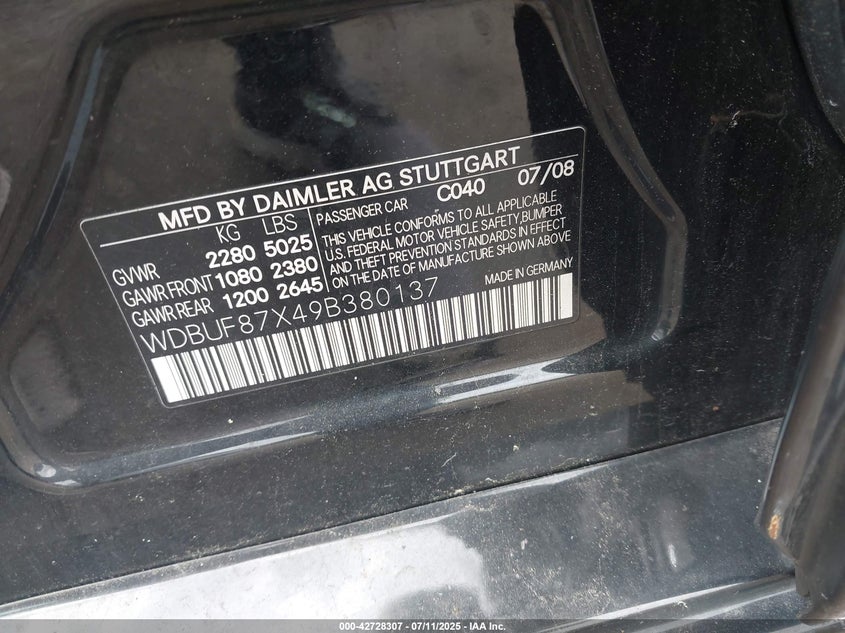 MFD BY DAIMLER AG STUTTGART
KG LBS
GVWR 2280 5025
GAWR FRONT 1080 2380
GAWR REAR 1200 2645
PASSENGER CAR C040 07/08
THIS VEHICLE CONFORMS TO ALL APPLICABLE
U.S. FEDERAL MOTOR VEHICLE SAFETY,BUMPER
AND THEFT PREVENTION STANDARDS IN EFFECT
ON THE DATE OF MANUFACTURE SHOWN ABOVE
MADE IN GERMANY
WDBUF87X49B380137
000-42728307 - 07/11/2025 - IAA Inc.